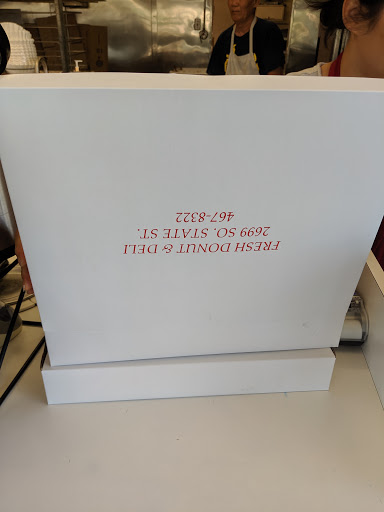 FRESH DONUT & DELI
2699 SO. STATE ST.
467-8322